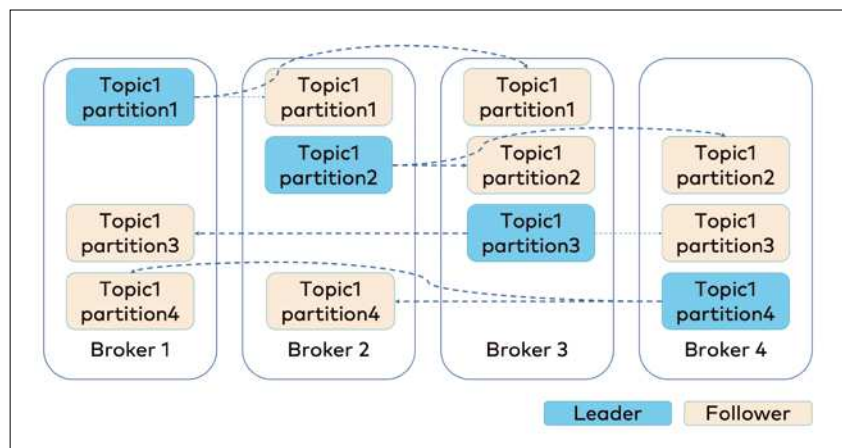 Topic1
partition1
Topic1
partition1
Topic1
partition1
Topic1
partition2
Topic1
partition2
Topic1
partition2
Topic1
partition3
Topic1
partition3
Topic1
partition3
Topic1
partition4
Topic1
partition4
Topic1
partition4
Broker 1
Broker 2
Broker 3
Broker 4
Leader
Follower